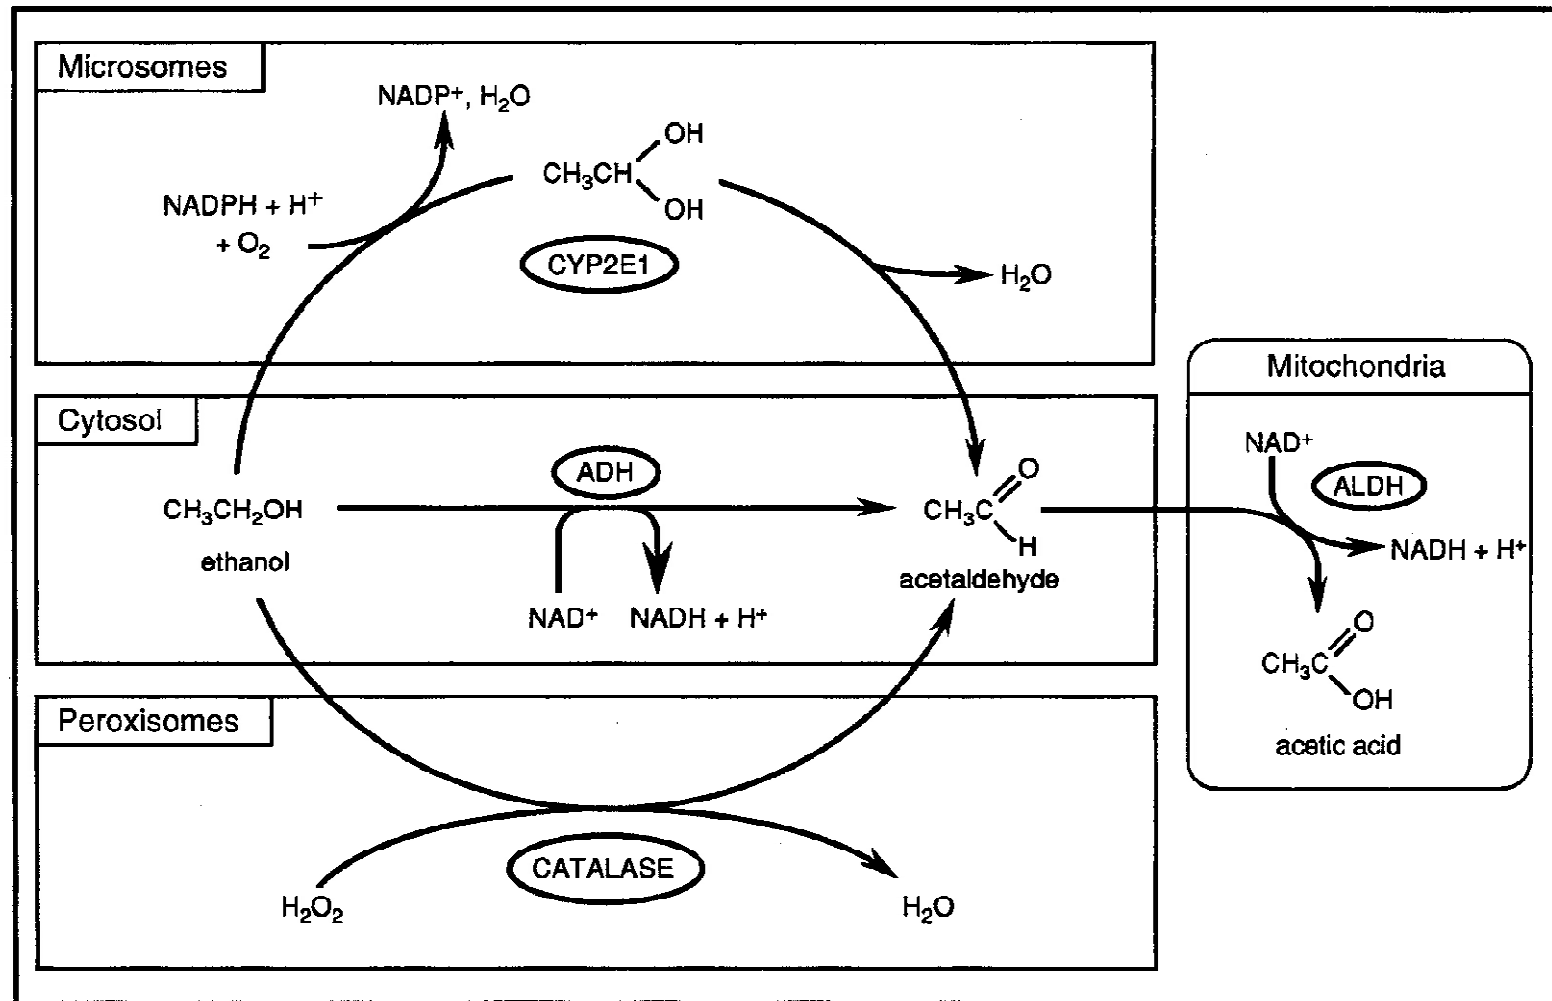 Microsomes
NADP+, H2O
NADPH + H+
+ O2
CH3CH
OH
OH
CYP2E1
H2O
Cytosol
CH3CH2OH
ethanol
ADH
NAD+
NADH + H+
CH3C
O
H
acetaldehyde
Peroxisomes
CATALASE
H2O2
H2O
Mitochondria
NAD+
ALDH
NADH + H+
CH3C
O
OH
acetic acid